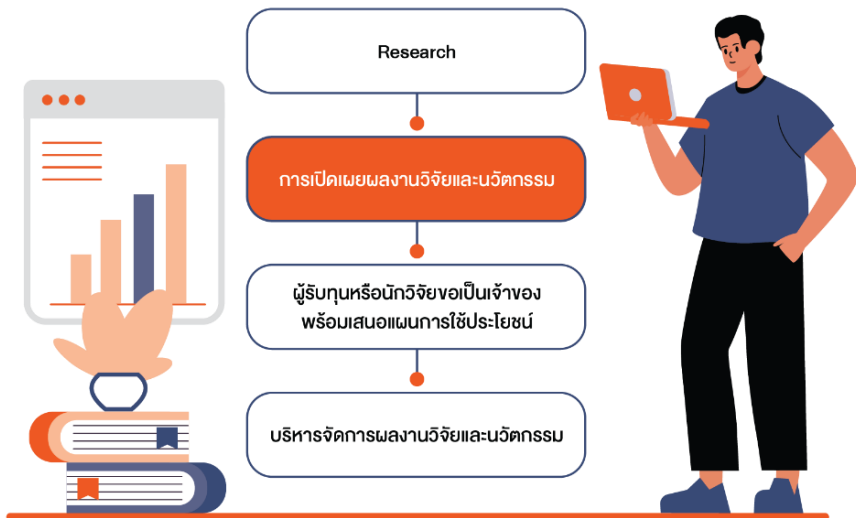 Research
การเปิดเผยผลงานวิจัยและนวัตกรรม
ผู้รับทุนหรือนักวิจัยขอเป็นเจ้าของ
พร้อมเสนอแผนการใช้ประโยชน์
บริหารจัดการผลงานวิจัยและนวัตกรรม